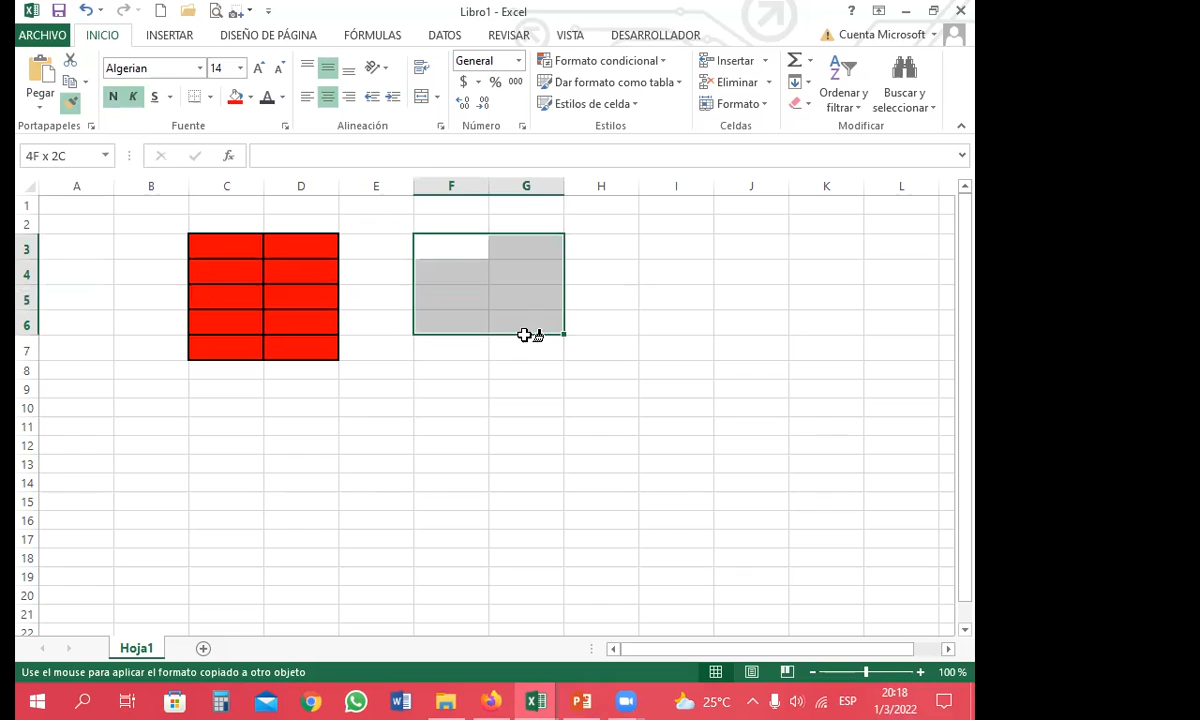 Libro1 - Excel
?
ARCHIVO INICIO INSERTAR DISEÑO DE PÁGINA FÓRMULAS DATOS REVISAR VISTA DESARROLLADOR Cuenta Microsoft
Pegar
Algerian 14
N K S A
General
$ % 000
Formato condicional
Dar formato como tabla
Estilos de celda
Insertar
Eliminar
Formato
Ordenar y filtrar
Buscar y seleccionar
Portapapeles Fuente Alineación Número Estilos Celdas Modificar
4F x 2C fx
A B C D E F G H I J K L
1
2
3
4
5
6
7
8
9
10
11
12
13
14
15
16
17
18
19
20
21
22
Hoja1
Use el mouse para aplicar el formato copiado a otro objeto 100 %
25°C ESP 20:18
1/3/2022